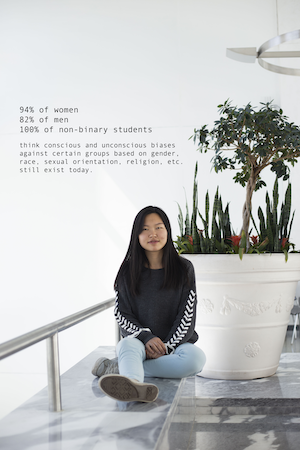 94% of women
82% of men
100% of non-binary students
think conscious and unconscious biases
against certain groups based on gender,
race, sexual orientation, religion, etc.
still exist today.